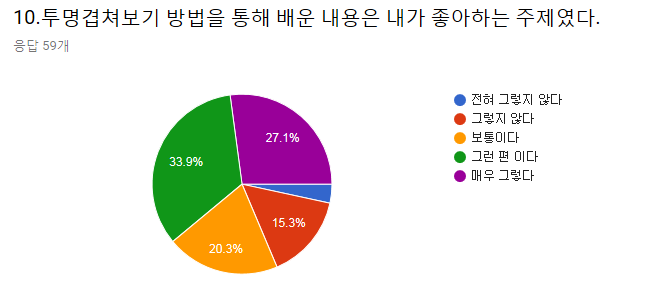 10.투명겹쳐보기 방법을 통해 배운 내용은 내가 좋아하는 주제였다.
응답 59개
전혀 그렇지 않다
그렇지 않다
보통이다
그런 편 이다
매우 그렇다
27.1%
33.9%
15.3%
20.3%